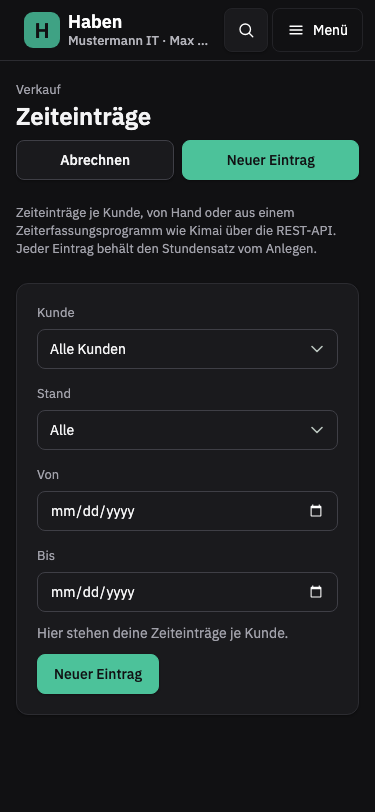 H
Haben
Mustermann IT · Max ...
Menü
Verkauf
Zeiteinträge
Abrechnen
Neuer Eintrag
Zeiteinträge je Kunde, von Hand oder aus einem
Zeiterfassungsprogramm wie Kimai über die REST-API.
Jeder Eintrag behält den Stundensatz vom Anlegen.
Kunde
Alle Kunden
Stand
Alle
Von
mm/dd/yyyy
Bis
mm/dd/yyyy
Hier stehen deine Zeiteinträge je Kunde.
Neuer Eintrag